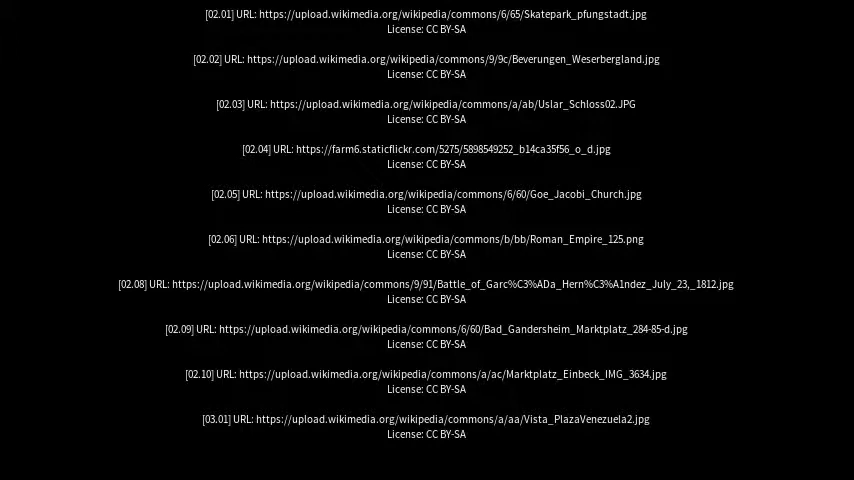 [02.01] URL: https://upload.wikimedia.org/wikipedia/commons/6/65/Skatepark_pfungstadt.jpg
License: CC BY-SA
[02.02] URL: https://upload.wikimedia.org/wikipedia/commons/9/9c/Beverungen_Weserbergland.jpg
License: CC BY-SA
[02.03] URL: https://upload.wikimedia.org/wikipedia/commons/a/ab/Uslar_Schloss02.JPG
License: CC BY-SA
[02.04] URL: https://farm6.staticflickr.com/5275/5898549252_b14ca35f56_o_d.jpg
License: CC BY-SA
[02.05] URL: https://upload.wikimedia.org/wikipedia/commons/6/60/Goe_Jacobi_Church.jpg
License: CC BY-SA
[02.06] URL: https://upload.wikimedia.org/wikipedia/commons/b/bb/Roman_Empire_125.png
License: CC BY-SA
[02.08] URL: https://upload.wikimedia.org/wikipedia/commons/9/91/Battle_of_Garc%C3%ADa_Hern%C3%A1ndez_July_23,_1812.jpg
License: CC BY-SA
[02.09] URL: https://upload.wikimedia.org/wikipedia/commons/6/60/Bad_Gandersheim_Marktplatz_284-85-d.jpg
License: CC BY-SA
[02.10] URL: https://upload.wikimedia.org/wikipedia/commons/a/ac/Marktplatz_Einbeck_IMG_3634.jpg
License: CC BY-SA
[03.01] URL: https://upload.wikimedia.org/wikipedia/commons/a/aa/Vista_PlazaVenezuela2.jpg
License: CC BY-SA